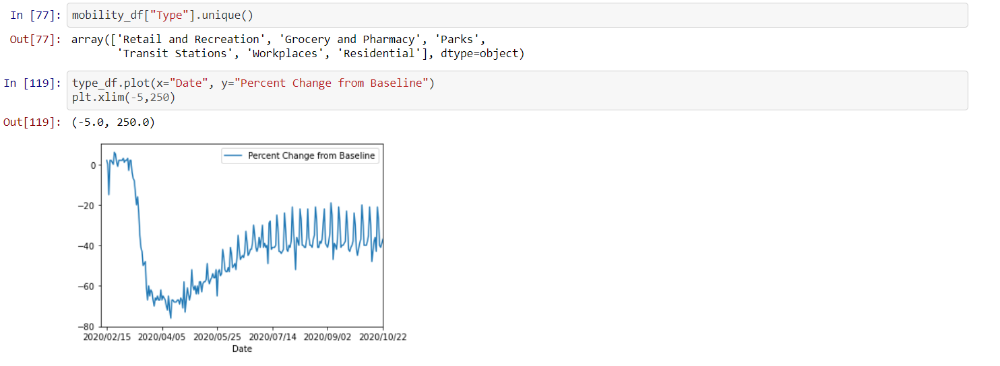 In [77]: mobility_df["Type"].unique()
Out[77]: array(['Retail and Recreation', 'Grocery and Pharmacy', 'Parks',
'Transit Stations', 'Workplaces', 'Residential'], dtype=object)
In [119]: type_df.plot(x="Date", y="Percent Change from Baseline")
plt.xlim(-5,250)
Out[119]: (-5.0, 250.0)
Percent Change from Baseline
0
−20
−40
−60
−80
2020/02/15 2020/04/05 2020/05/25 2020/07/14 2020/09/02 2020/10/22
Date